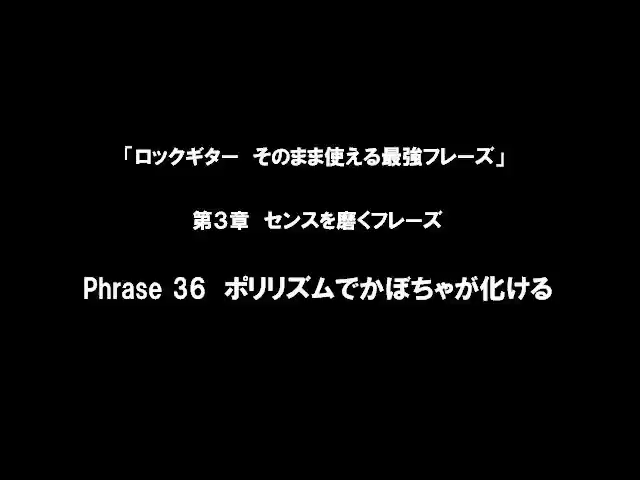 「ロックギター　そのまま使える最強フレーズ」
第３章　センスを磨くフレーズ
Phrase 36　ポリリズムでかぼちゃが化ける